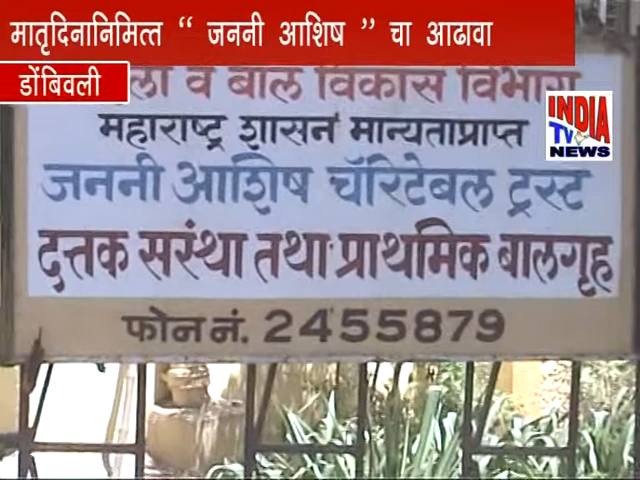 मातृदिनानिमित्त “ जननी आशिष ” चा आढावा
डोंबिवली
व बाल विकास विभाग
महाराष्ट्र शासन मान्यताप्राप्त
INDIA
TV
NEWS
जननी आशिष चॅरिटेबल ट्रस्ट
दत्तक सस्ंथा तथा प्राथमिक बालगृह
फोन नं. 2455879